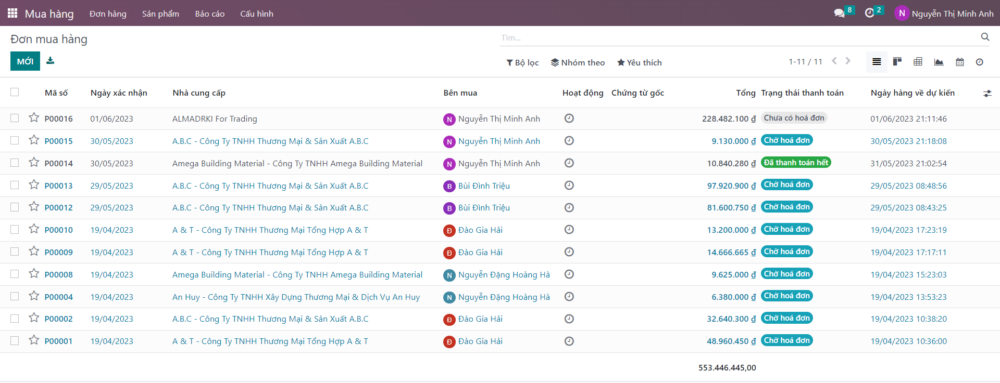 Mua hàng Đơn hàng Sản phẩm Báo cáo Cấu hình 8 2 N Nguyễn Thị Minh Anh
Đơn mua hàng Tìm...
MỚI Bộ lọc Nhóm theo Yêu thích 1-11 / 11
Mã số Ngày xác nhận Nhà cung cấp Bên mua Hoạt động Chứng từ gốc Tổng Trạng thái thanh toán Ngày hàng về dự kiến
P00016 01/06/2023 ALMADRKI For Trading N Nguyễn Thị Minh Anh 228.482.100 ₫ Chưa có hoá đơn 01/06/2023 21:11:46
P00015 30/05/2023 A.B.C - Công Ty TNHH Thương Mại & Sản Xuất A.B.C N Nguyễn Thị Minh Anh 9.130.000 ₫ Chờ hoá đơn 30/05/2023 21:18:08
P00014 30/05/2023 Amega Building Material - Công Ty TNHH Amega Building Material N Nguyễn Thị Minh Anh 10.840.280 ₫ Đã thanh toán hết 31/05/2023 21:02:54
P00013 29/05/2023 A.B.C - Công Ty TNHH Thương Mại & Sản Xuất A.B.C B Bùi Đình Triệu 97.920.900 ₫ Chờ hoá đơn 29/05/2023 08:48:56
P00012 29/05/2023 A.B.C - Công Ty TNHH Thương Mại & Sản Xuất A.B.C B Bùi Đình Triệu 81.600.750 ₫ Chờ hoá đơn 29/05/2023 08:43:25
P00010 19/04/2023 A & T - Công Ty TNHH Thương Mại Tổng Hợp A & T Đ Đào Gia Hải 13.200.000 ₫ Chờ hoá đơn 19/04/2023 17:23:19
P00009 19/04/2023 A & T - Công Ty TNHH Thương Mại Tổng Hợp A & T Đ Đào Gia Hải 14.666.665 ₫ Chờ hoá đơn 19/04/2023 17:17:11
P00008 19/04/2023 Amega Building Material - Công Ty TNHH Amega Building Material N Nguyễn Đặng Hoàng Hà 9.625.000 ₫ Chờ hoá đơn 19/04/2023 15:23:03
P00004 19/04/2023 An Huy - Công Ty TNHH Xây Dựng Thương Mại & Dịch Vụ An Huy N Nguyễn Đặng Hoàng Hà 6.380.000 ₫ Chờ hoá đơn 19/04/2023 13:53:23
P00002 19/04/2023 A.B.C - Công Ty TNHH Thương Mại & Sản Xuất A.B.C Đ Đào Gia Hải 32.640.300 ₫ Chờ hoá đơn 19/04/2023 10:38:20
P00001 19/04/2023 A & T - Công Ty TNHH Thương Mại Tổng Hợp A & T Đ Đào Gia Hải 48.960.450 ₫ Chờ hoá đơn 19/04/2023 10:36:00
553.446.445,00